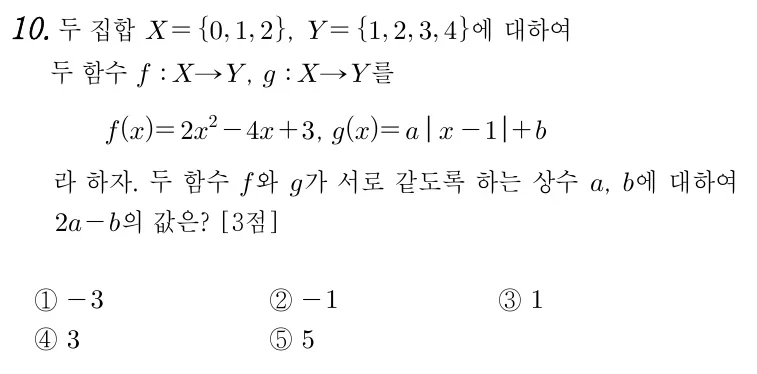 10. 두 집합 X={0, 1, 2}, Y={1, 2, 3, 4}에 대하여
두 함수 f : X→Y, g : X→Y를
f(x)=2x²-4x+3, g(x)=a|x-1|+b
라 하자. 두 함수 f와 g가 서로 같도록 하는 상수 a, b에 대하여
2a-b의 값은? [3점]
① -3 ② -1 ③ 1
④ 3 ⑤ 5